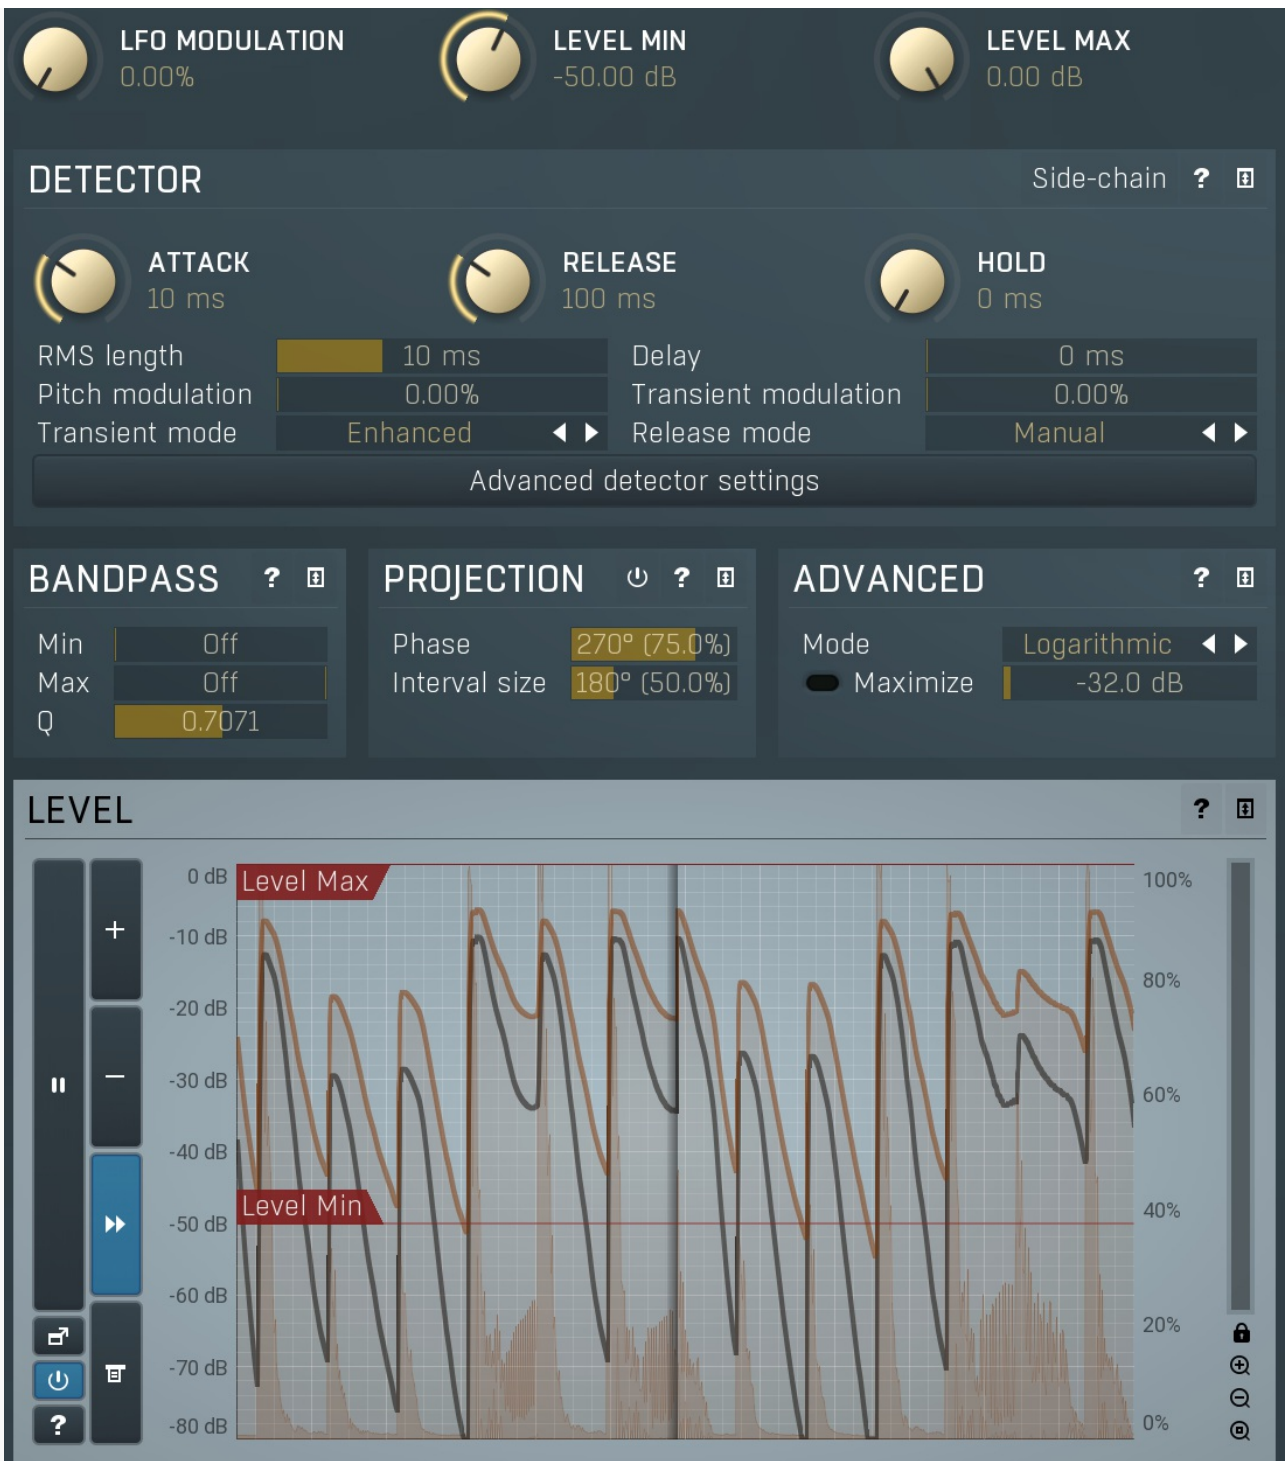 LFO MODULATION LEVEL MIN LEVEL MAX
0.00% -50.00 dB 0.00 dB
DETECTOR Side-chain ?
ATTACK RELEASE HOLD
10 ms 100 ms 0 ms
RMS length 10 ms Delay 0 ms
Pitch modulation 0.00% Transient modulation 0.00%
Transient mode Enhanced Release mode Manual
Advanced detector settings
BANDPASS ? PROJECTION ? ADVANCED ?
Min Off Phase 270° (75.0%) Mode Logarithmic
Max Off Interval size 180° (50.0%) Maximize -32.0 dB
Q 0.7071
LEVEL ?
0 dB Level Max 100%
-10 dB
80%
-20 dB
-30 dB
60%
-40 dB
Level Min 40%
-50 dB
-60 dB
20%
-70 dB
-80 dB 0%
?